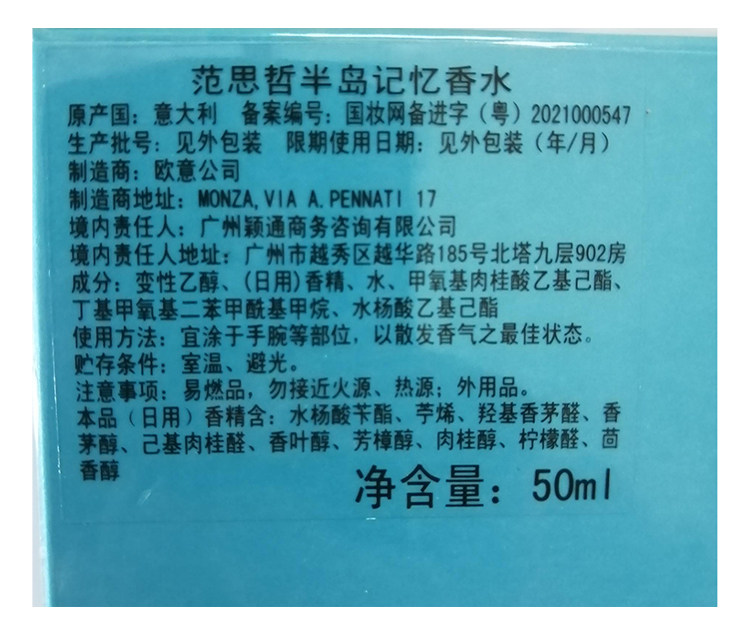 范思哲半岛记忆香水
原产国：意大利 备案编号：国妆网备进字（粤）2021000547
生产批号：见外包装 限期使用日期：见外包装（年/月）
制造商：欧意公司
制造商地址：MONZA,VIA A.PENNATI 17
境内责任人：广州颖通商务咨询有限公司
境内责任人地址：广州市越秀区越华路185号北塔九层902房
成分：变性乙醇、(日用)香精、水、甲氧基肉桂酸乙基己酯、
丁基甲氧基二苯甲酰基甲烷、水杨酸乙基己酯
使用方法：宜涂于手腕等部位，以散发香气之最佳状态。
贮存条件：室温、避光。
注意事项：易燃品，勿接近火源、热源；外用品。
本品（日用）香精含：水杨酸苄酯、苧烯、羟基香茅醛、香
茅醇、己基肉桂醛、香叶醇、芳樟醇、肉桂醇、柠檬醛、茴
香醇
净含量：50ml